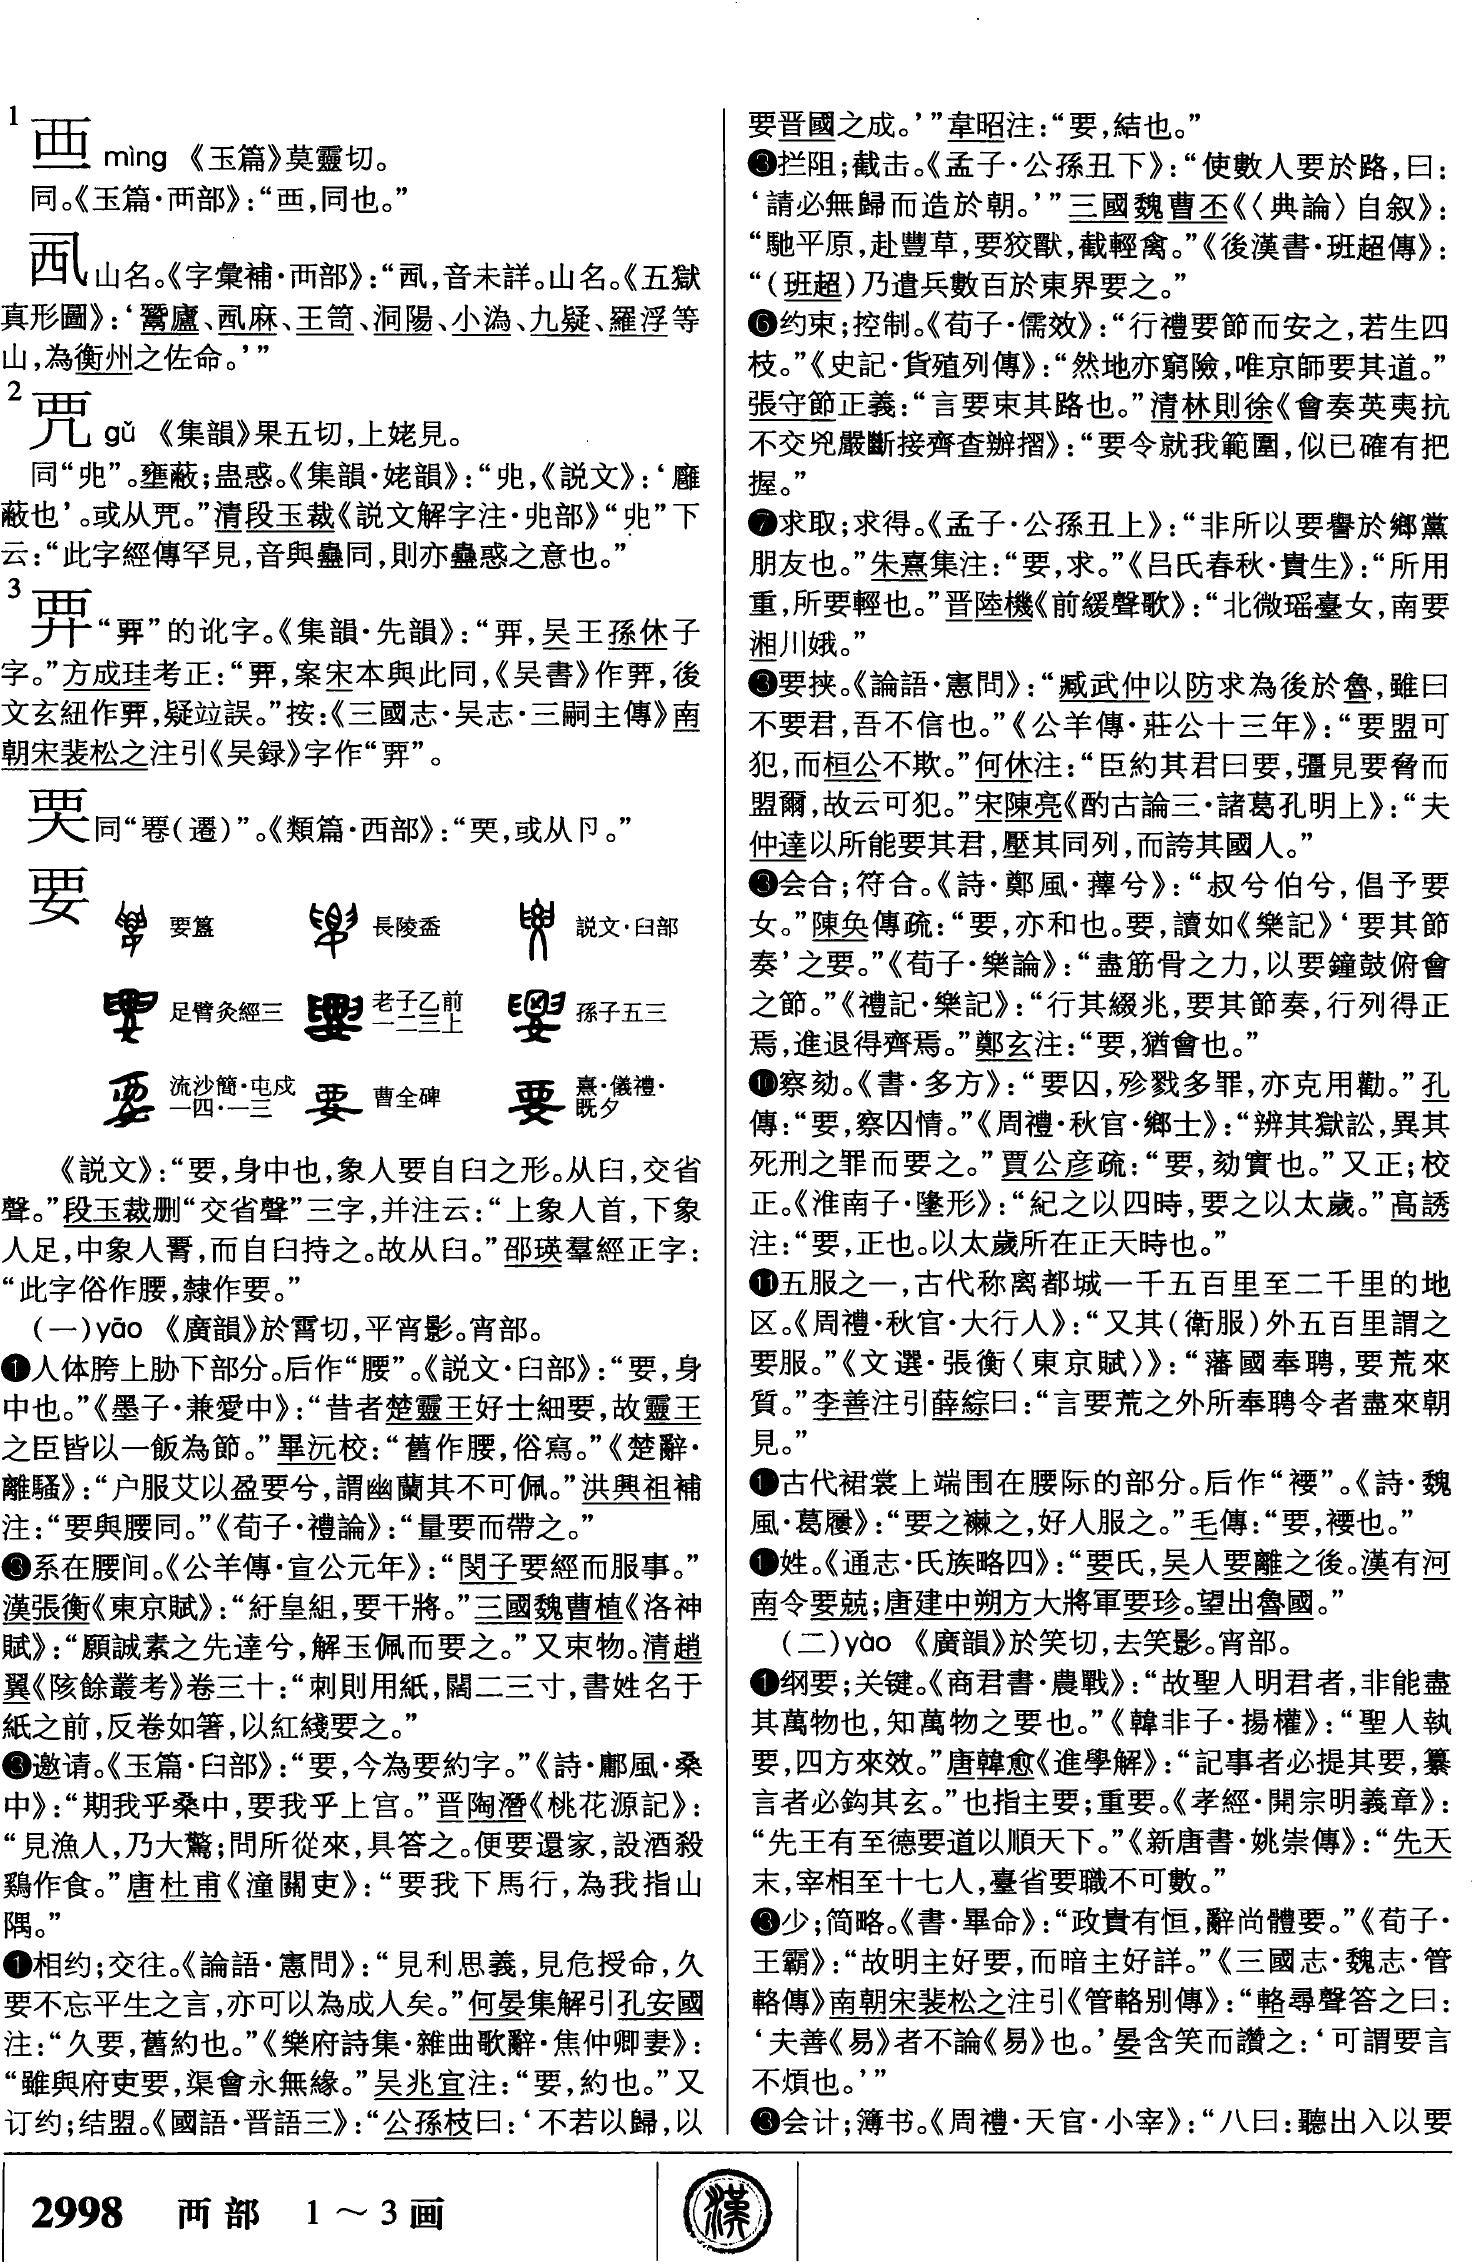 1
𠀬 mìng 《玉篇》莫靈切。
同。《玉篇·襾部》：“，同也。”
山名。《字彙補·襾部》：“，音未詳。山名。《五獄
真形圖》：‘廬、麻、王笥、洞陽、小溈、九疑、羅浮等
山，為衡州之佐命。’”
2
gǔ 《集韻》果五切，上姥見。
同“𠑹”。壅蔽；蛊惑。《集韻·姥韻》：“𠑹，《説文》：‘廱
蔽也’。或从。”清段玉裁《説文解字注·𠑹部》“𠑹”下
云：“此字經傳罕見，音與蠱同，則亦蠱惑之意也。”
3
“”的讹字。《集韻·先韻》：“，吴王孫休子
字。”方成珪考正：“，案宋本與此同，《吴書》作，後
文玄紐作，疑竝誤。”按：《三國志·吴志·三嗣主傳》南
朝宋裴松之注引《吴録》字作“”。
同“䙴（遷）”。《類篇·西部》：“，或从卪。”
要
要簋 長陵盉 説文·臼部
足臂灸經三 老子乙前一二三上 孫子五三
流沙簡·屯戍一四·一三 曹全碑 熹·儀禮·既夕
《説文》：“要，身中也，象人要自臼之形。从臼，交省
聲。”段玉裁删“交省聲”三字，并注云：“上象人首，下象
人足，中象人𦝫，而自臼持之。故从臼。”邵瑛羣經正字：
“此字俗作腰，隸作要。”
（一）yāo 《廣韻》於霄切，平宵影。宵部。
❶人体胯上胁下部分。后作“腰”。《説文·臼部》：“要，身
中也。”《墨子·兼愛中》：“昔者楚靈王好士細要，故靈王
之臣皆以一飯為節。”畢沅校：“舊作腰，俗寫。”《楚辭·
離騷》：“户服艾以盈要兮，謂幽蘭其不可佩。”洪興祖補
注：“要與腰同。”《荀子·禮論》：“量要而帶之。”
❸系在腰间。《公羊傳·宣公元年》：“閔子要絰而服事。”
漢張衡《東京賦》：“紆皇組，要干將。”三國魏曹植《洛神
賦》：“願誠素之先達兮，解玉佩而要之。”又束物。清趙
翼《陔餘叢考》卷三十：“刺則用紙，闊二三寸，書姓名于
紙之前，反卷如箸，以紅綫要之。”
❸邀请。《玉篇·臼部》：“要，今為要約字。”《詩·鄘風·桑
中》：“期我乎桑中，要我乎上宫。”晋陶潛《桃花源記》：
“見漁人，乃大驚；問所從來，具答之。便要還家，設酒殺
鷄作食。”唐杜甫《潼關吏》：“要我下馬行，為我指山
隅。”
❶相约；交往。《論語·憲問》：“見利思義，見危授命，久
要不忘平生之言，亦可以為成人矣。”何晏集解引孔安國
注：“久要，舊約也。”《樂府詩集·雜曲歌辭·焦仲卿妻》：
“雖與府吏要，渠會永無緣。”吴兆宜注：“要，約也。”又
订约；结盟。《國語·晋語三》：“公孫枝曰：‘不若以歸，以
要晋國之成。’”韋昭注：“要，結也。”
❸拦阻；截击。《孟子·公孫丑下》：“使數人要於路，曰：
‘請必無歸而造於朝。’”三國魏曹丕《〈典論〉自叙》：
“馳平原，赴豐草，要狡獸，截輕禽。”《後漢書·班超傳》：
“（班超）乃遣兵數百於東界要之。”
❻约束；控制。《荀子·儒效》：“行禮要節而安之，若生四
枝。”《史記·貨殖列傳》：“然地亦窮險，唯京師要其道。”
張守節正義：“言要束其路也。”清林則徐《會奏英夷抗
不交兇嚴斷接齊查辦摺》：“要令就我範圍，似已確有把
握。”
❼求取；求得。《孟子·公孫丑上》：“非所以要譽於鄉黨
朋友也。”朱熹集注：“要，求。”《吕氏春秋·貴生》：“所用
重，所要輕也。”晋陸機《前緩聲歌》：“北徵瑶臺女，南要
湘川娥。”
❸要挟。《論語·憲問》：“臧武仲以防求為後於魯，雖曰
不要君，吾不信也。”《公羊傳·莊公十三年》：“要盟可
犯，而桓公不欺。”何休注：“臣約其君曰要，彊見要脅而
盟爾，故云可犯。”宋陳亮《酌古論三·諸葛孔明上》：“夫
仲達以所能要其君，壓其同列，而誇其國人。”
❸会合；符合。《詩·鄭風·蘀兮》：“叔兮伯兮，倡予要
女。”陳奂傳疏：“要，亦和也。要，讀如《樂記》‘要其節
奏’之要。”《荀子·樂論》：“盡筋骨之力，以要鐘鼓俯會
之節。”《禮記·樂記》：“行其綴兆，要其節奏，行列得正
焉，進退得齊焉。”鄭玄注：“要，猶會也。”
❿察劾。《書·多方》：“要囚，殄戮多罪，亦克用勸。”孔
傳：“要，察囚情。”《周禮·秋官·鄉士》：“辨其獄訟，異其
死刑之罪而要之。”賈公彦疏：“要，劾實也。”又正；校
正。《淮南子·墬形》：“紀之以四時，要之以太歲。”高誘
注：“要，正也。以太歲所在正天時也。”
⓫五服之一，古代称离都城一千五百里至二千里的地
区。《周禮·秋官·大行人》：“又其（衛服）外五百里謂之
要服。”《文選·張衡〈東京賦〉》：“藩國奉聘，要荒來
質。”李善注引薛綜曰：“言要荒之外所奉聘令者盡來朝
見。”
❶古代裙裳上端围在腰际的部分。后作“褄”。《詩·魏
風·葛屨》：“要之襋之，好人服之。”毛傳：“要，𧝓也。”
❶姓。《通志·氏族略四》：“要氏，吴人要離之後。漢有河
南令要兢；唐建中朔方大將軍要珍。望出魯國。”
（二）yào 《廣韻》於笑切，去笑影。宵部。
❶纲要；关键。《商君書·農戰》：“故聖人明君者，非能盡
其萬物也，知萬物之要也。”《韓非子·揚權》：“聖人執
要，四方來效。”唐韓愈《進學解》：“記事者必提其要，纂
言者必鈎其玄。”也指主要；重要。《孝經·開宗明義章》：
“先王有至德要道以順天下。”《新唐書·姚崇傳》：“先天
末，宰相至十七人，臺省要職不可數。”
❸少；简略。《書·畢命》：“政貴有恒，辭尚體要。”《荀子·
王霸》：“故明主好要，而暗主好詳。”《三國志·魏志·管
輅傳》南朝宋裴松之注引《管輅别傳》：“輅尋聲答之曰：
‘夫善《易》者不論《易》也。’晏含笑而讚之：‘可謂要言
不煩也。’”
❸会计；簿书。《周禮·天官·小宰》：“八曰：聽出入以要
2998 襾部 1～3画
漢